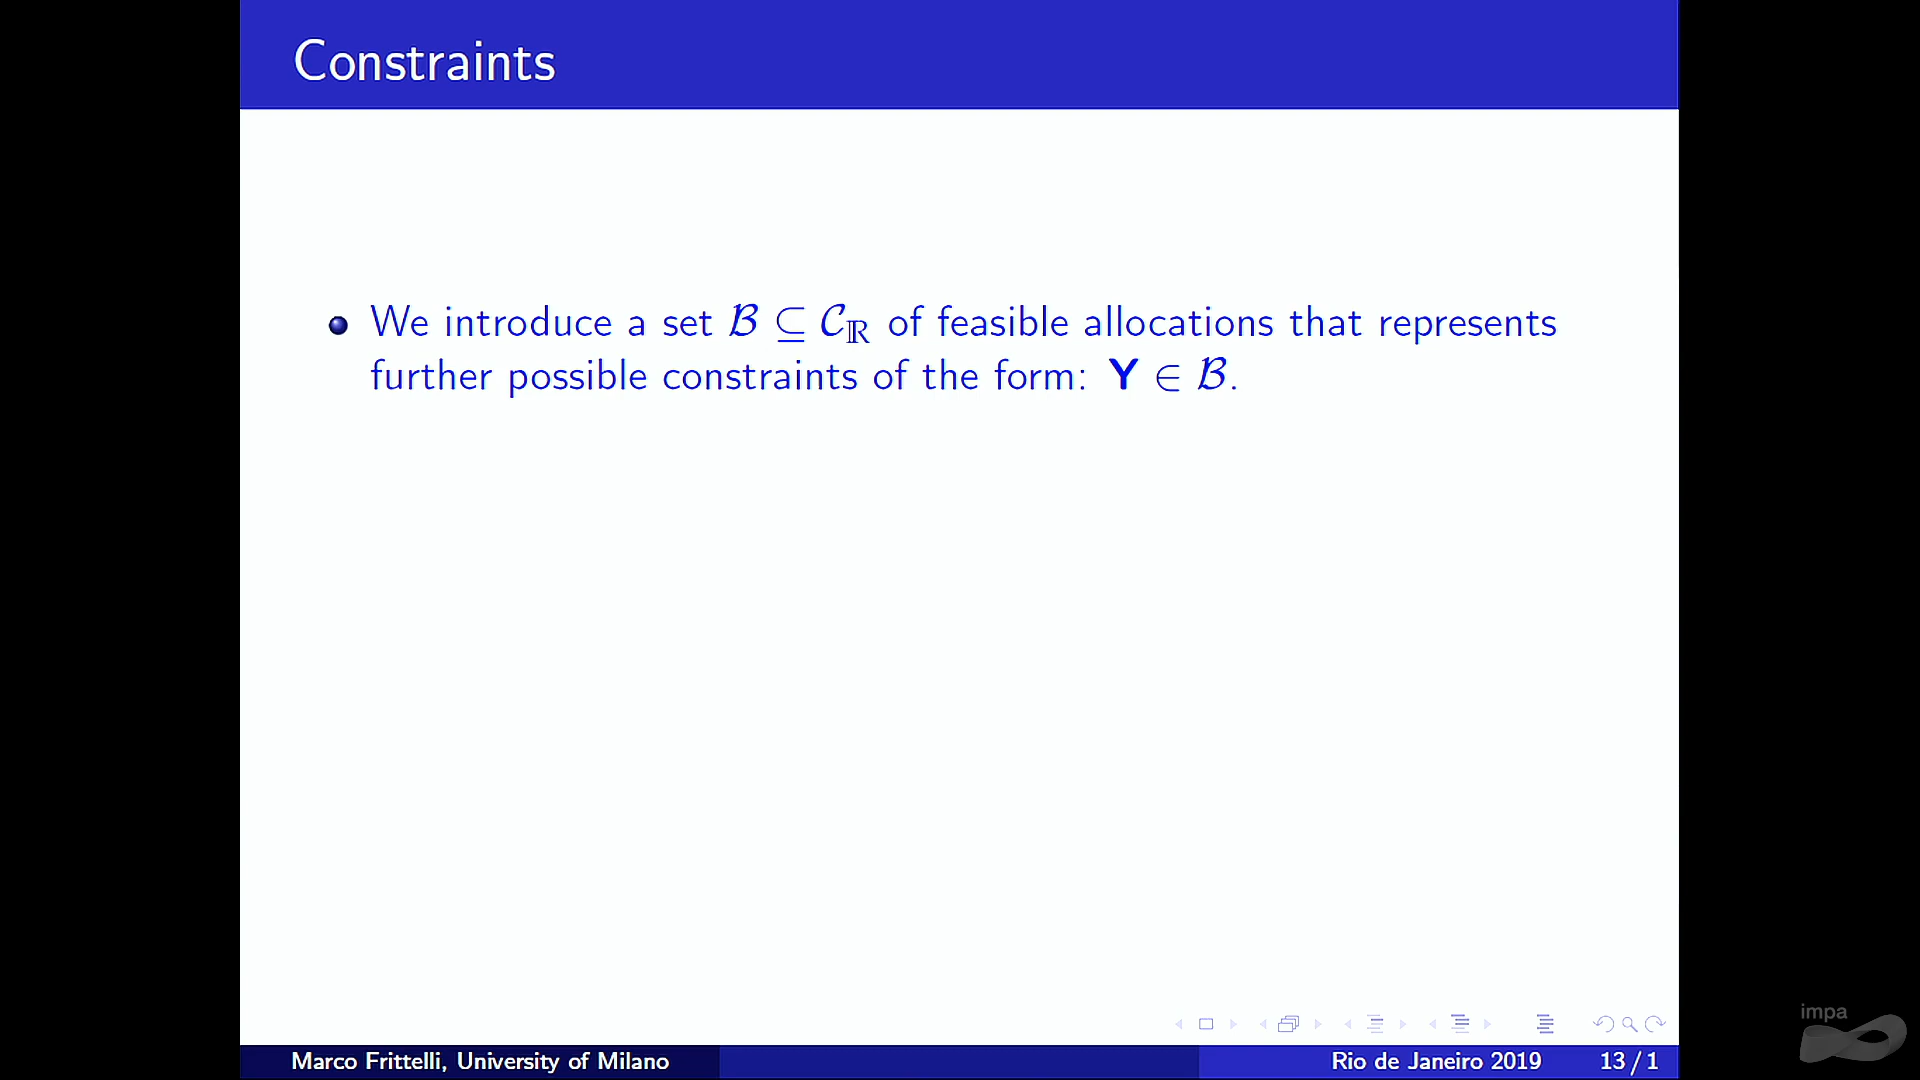 Constraints
We introduce a set ℬ ⊆ 𝒞_ℝ of feasible allocations that represents
further possible constraints of the form: 𝐘 ∈ ℬ.
impa
Marco Frittelli, University of Milano Rio de Janeiro 2019 13 / 1